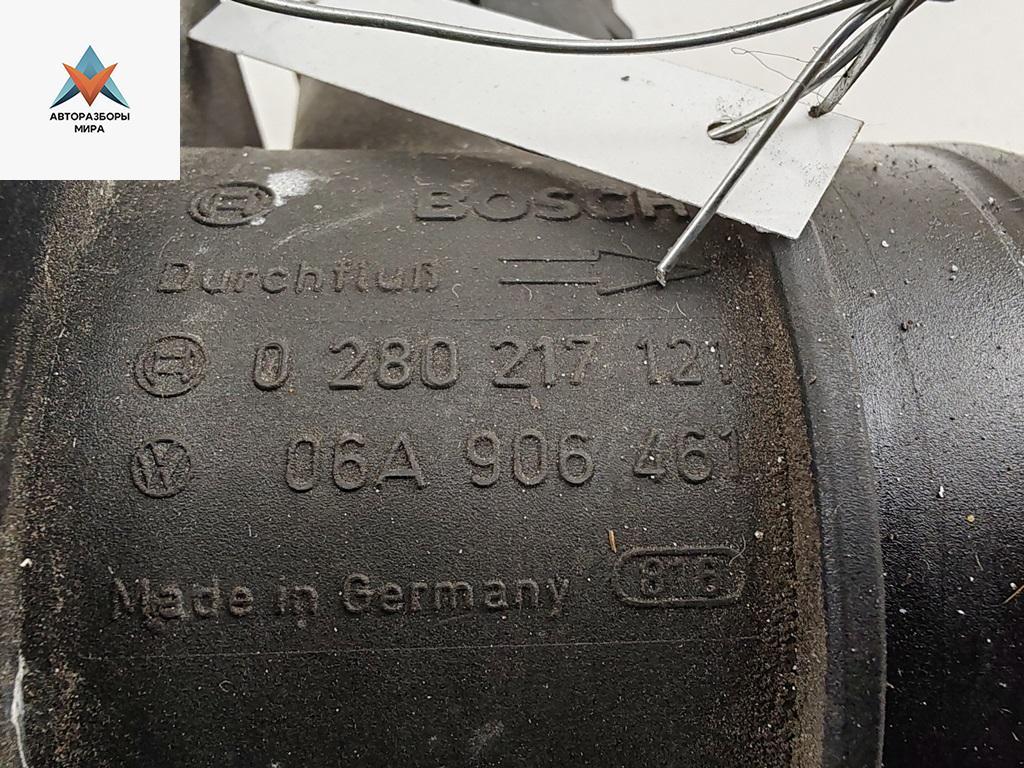 АВТОРАЗБОРЫ
МИРА
BOSCH
Durchfluß
0 280 217 121
06A 906 461
Made in Germany